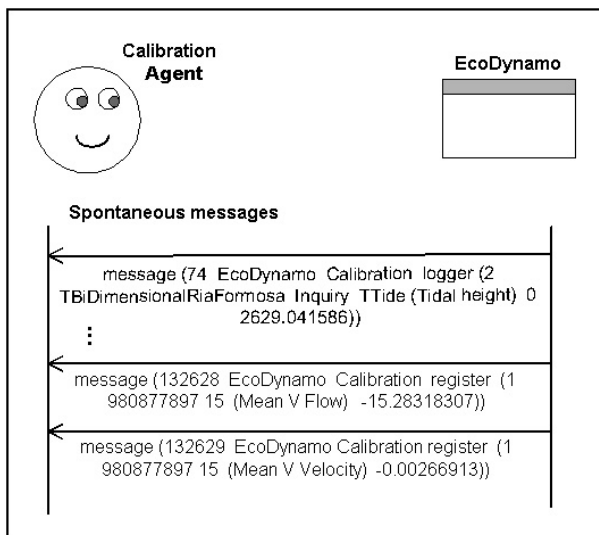 Calibration
Agent
EcoDynamo
Spontaneous messages
message (74 EcoDynamo Calibration logger (2
TBiDimensionalRiaFormosa Inquiry TTide (Tidal height) 0
2629.041586))
⋮
message (132628 EcoDynamo Calibration register (1
980877897 15 (Mean V Flow) -15.28318307))
message (132629 EcoDynamo Calibration register (1
980877897 15 (Mean V Velocity) -0.00266913))